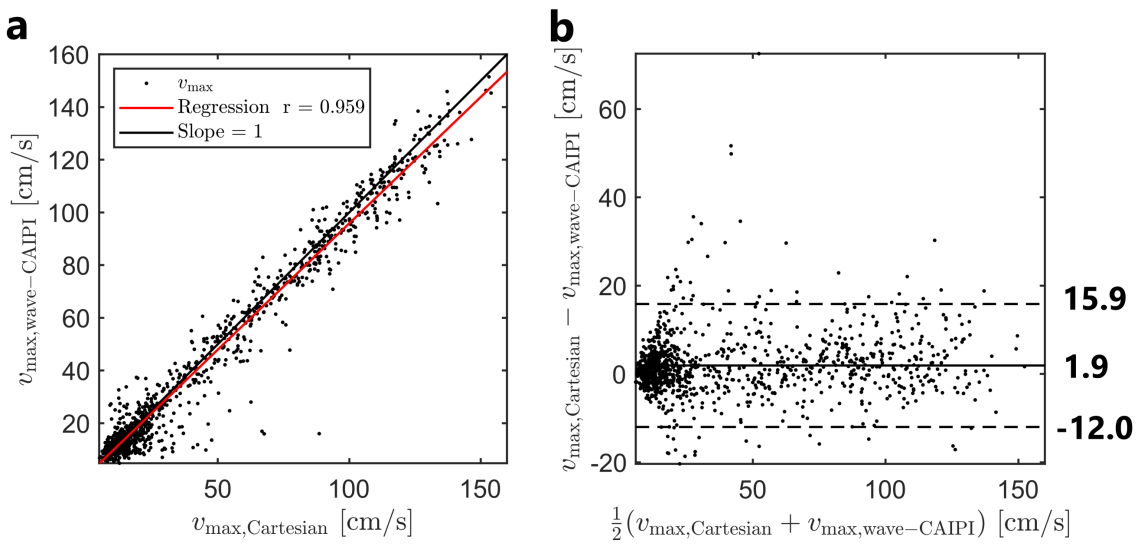 a
160
140
120
100
80
60
40
20
50
100
150
v_max,wave−CAIPI [cm/s]
v_max,Cartesian [cm/s]
v_max
Regression r = 0.959
Slope = 1
b
60
40
20
0
-20
50
100
150
v_max,Cartesian − v_max,wave−CAIPI [cm/s]
½(v_max,Cartesian + v_max,wave−CAIPI) [cm/s]
15.9
1.9
-12.0